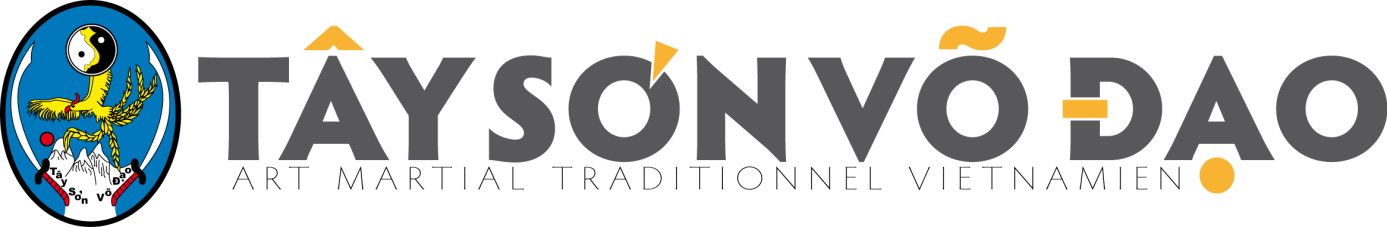 Tây Sơn Võ Đạo
TÂY SƠN VÕ ĐẠO
ART MARTIAL TRADITIONNEL VIETNAMIEN